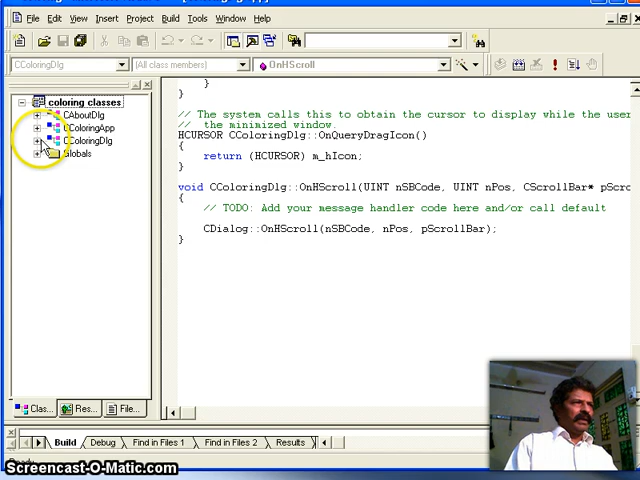 File Edit View Insert Project Build Tools Window Help
CColoringDlg [All class members] OnHScroll
coloring classes
CAboutDlg
CColoringApp
CColoringDlg
Globals
}
}
// The system calls this to obtain the cursor to display while the user
// the minimized window.
HCURSOR CColoringDlg::OnQueryDragIcon()
{
return (HCURSOR) m_hIcon;
}
void CColoringDlg::OnHScroll(UINT nSBCode, UINT nPos, CScrollBar* pScro
{
// TODO: Add your message handler code here and/or call default
CDialog::OnHScroll(nSBCode, nPos, pScrollBar);
}
Clas... Res... File...
Build Debug Find in Files 1 Find in Files 2 Results
Screencast-O-Matic.com